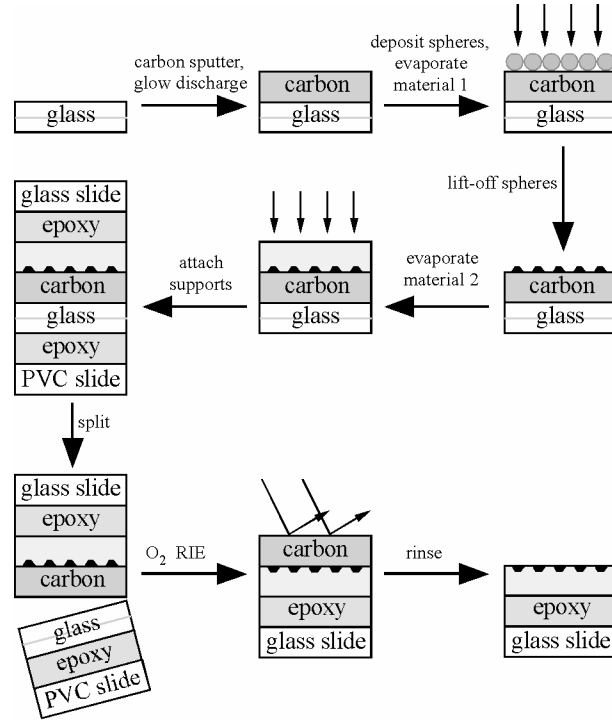 glass
carbon sputter,
glow discharge
carbon
glass
deposit spheres,
evaporate
material 1
carbon
glass
lift-off spheres
carbon
glass
evaporate
material 2
carbon
glass
attach
supports
glass slide
epoxy
carbon
glass
epoxy
PVC slide
split
glass slide
epoxy
carbon
glass
epoxy
PVC slide
O2 RIE
carbon
epoxy
glass slide
rinse
epoxy
glass slide